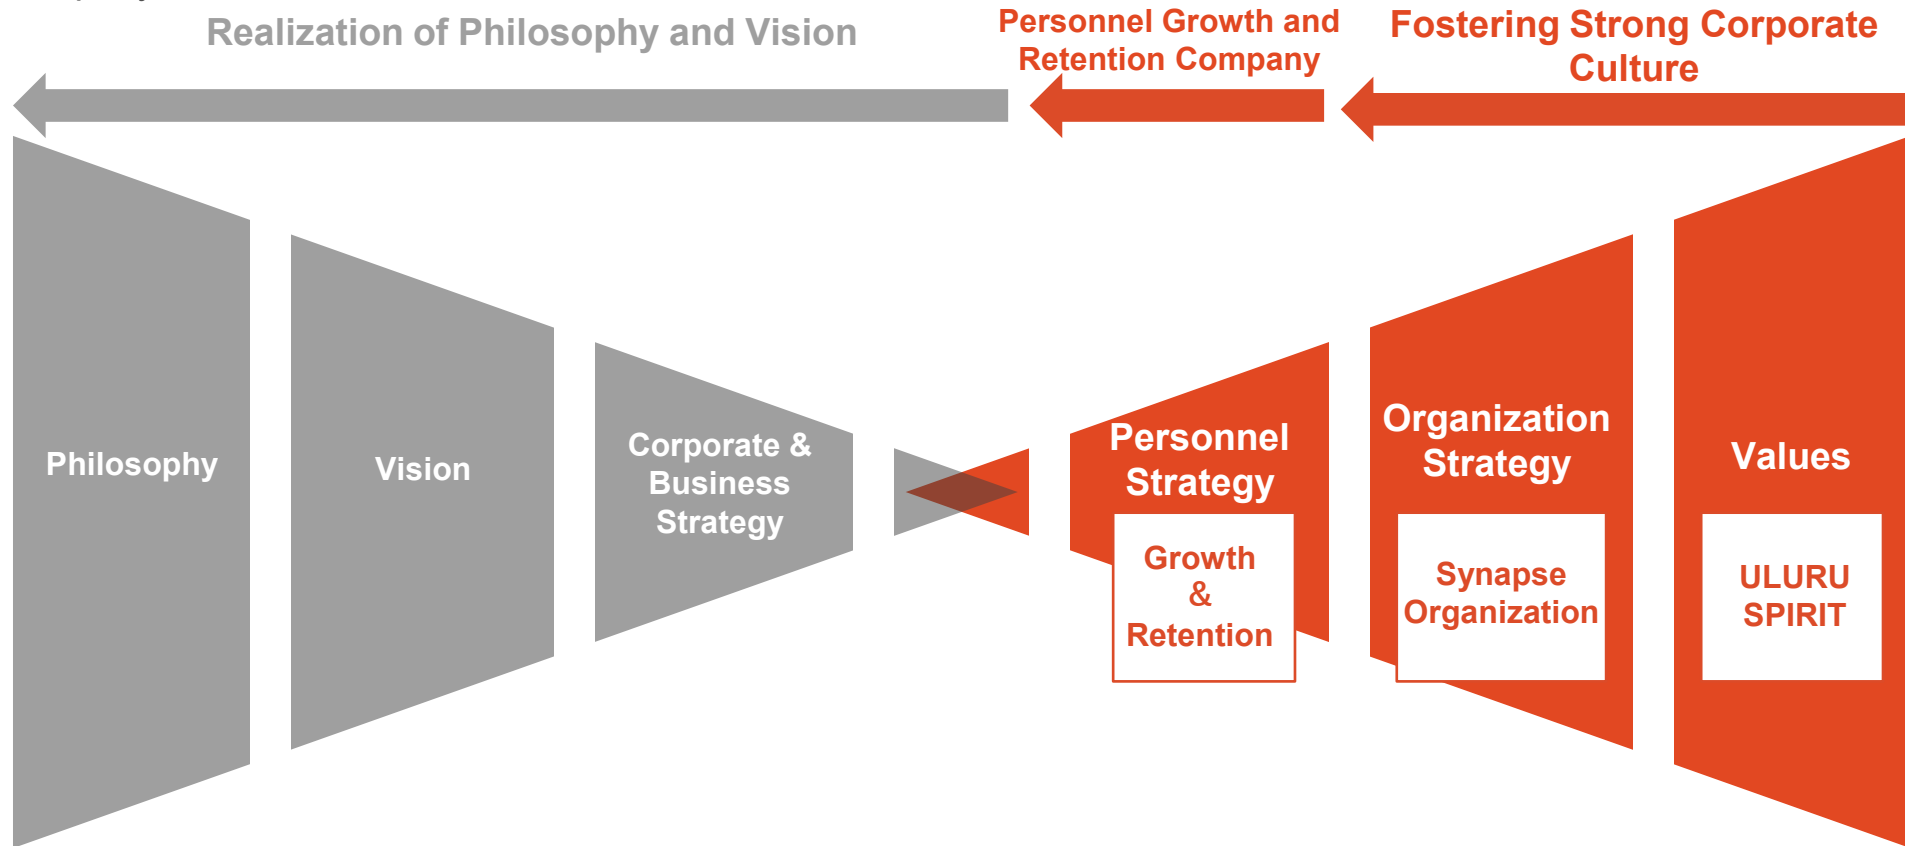 Realization of Philosophy and Vision
Personnel Growth and
Retention Company
Fostering Strong Corporate
Culture
Philosophy
Vision
Corporate &
Business
Strategy
Personnel
Strategy
Growth
&
Retention
Organization
Strategy
Synapse
Organization
Values
ULURU
SPIRIT